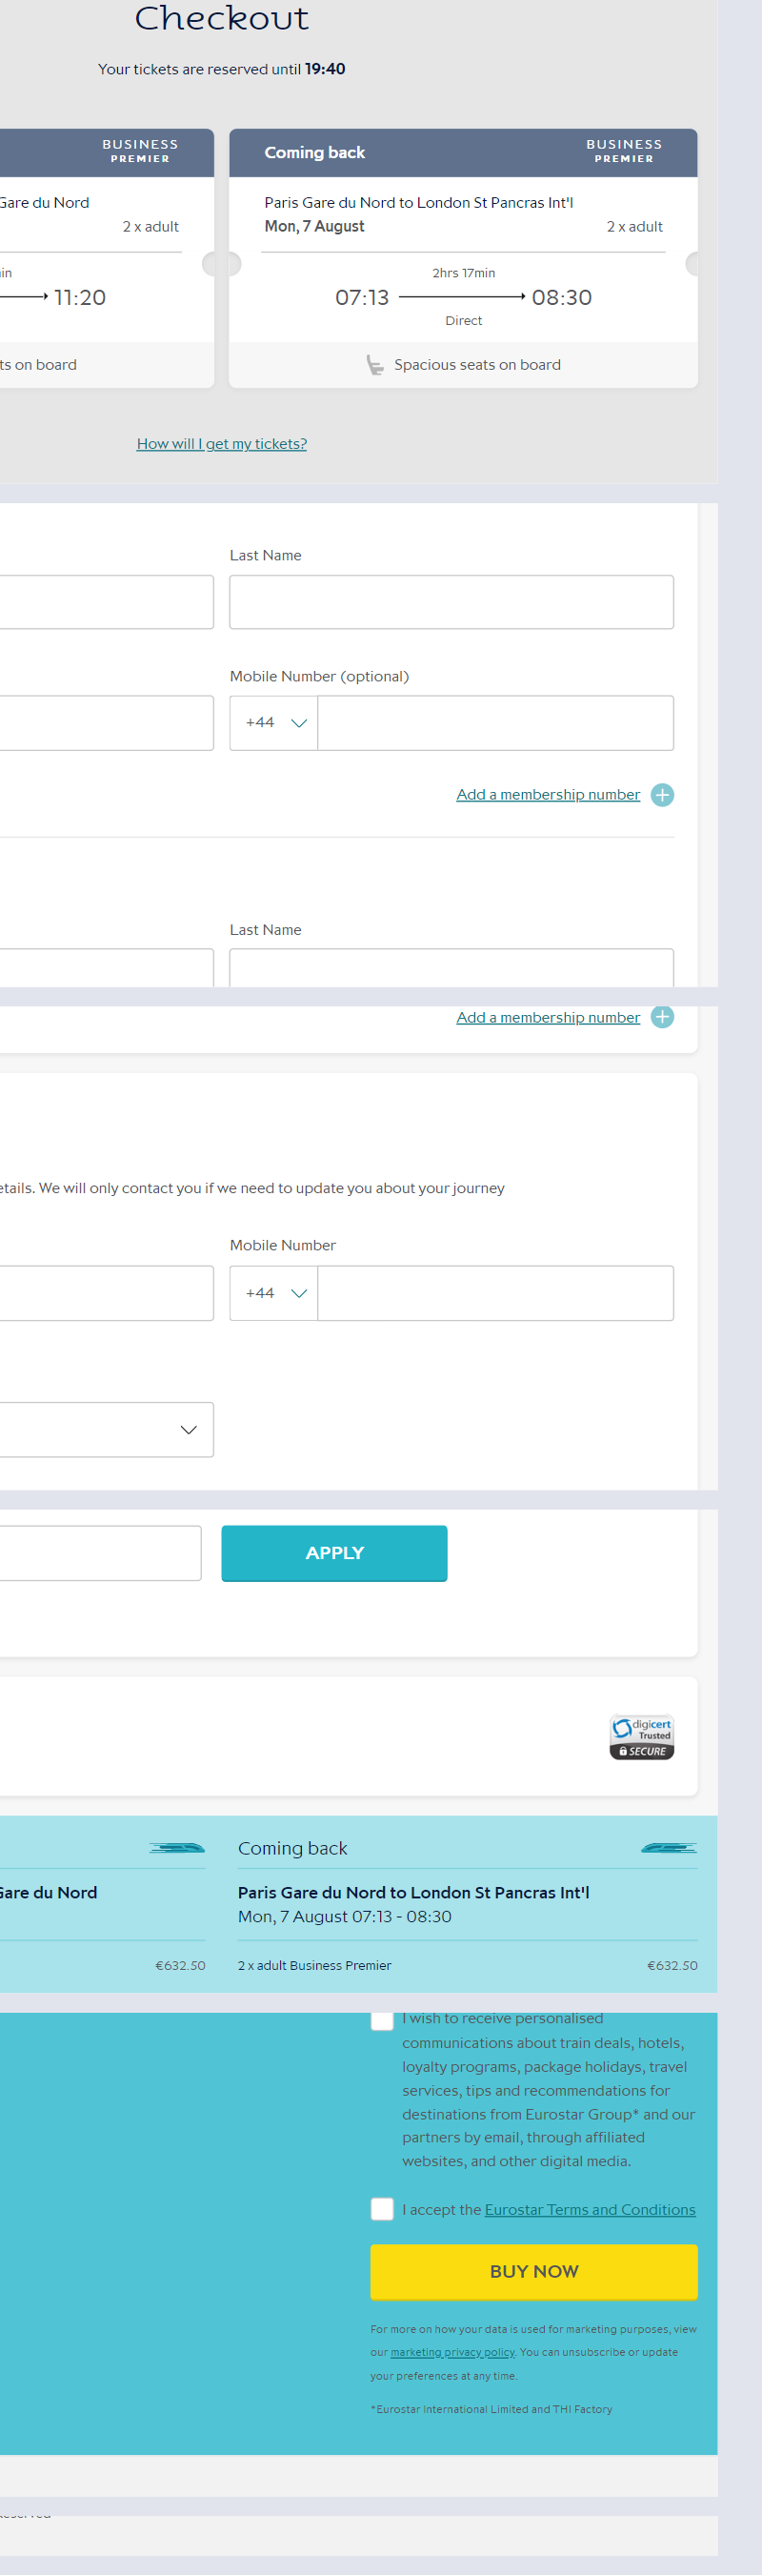 Checkout
Your tickets are reserved until 19:40
BUSINESS
PREMIER
Coming back
BUSINESS
PREMIER
Gare du Nord
2 x adult
Paris Gare du Nord to London St Pancras Int'l
Mon, 7 August
2 x adult
in
11:20
2hrs 17min
07:13
08:30
Direct
ts on board
Spacious seats on board
How will I get my tickets?
Last Name
Mobile Number (optional)
+44
Add a membership number
Last Name
Add a membership number
etails. We will only contact you if we need to update you about your journey
Mobile Number
+44
APPLY
digicert
Trusted
SECURE
Coming back
Gare du Nord
Paris Gare du Nord to London St Pancras Int'l
Mon, 7 August 07:13 - 08:30
€632.50
2 x adult Business Premier
€632.50
I wish to receive personalised
communications about train deals, hotels,
loyalty programs, package holidays, travel
services, tips and recommendations for
destinations from Eurostar Group* and our
partners by email, through affiliated
websites, and other digital media.
I accept the Eurostar Terms and Conditions
BUY NOW
For more on how your data is used for marketing purposes, view
our marketing privacy policy. You can unsubscribe or update
your preferences at any time.
*Eurostar International Limited and THI Factory